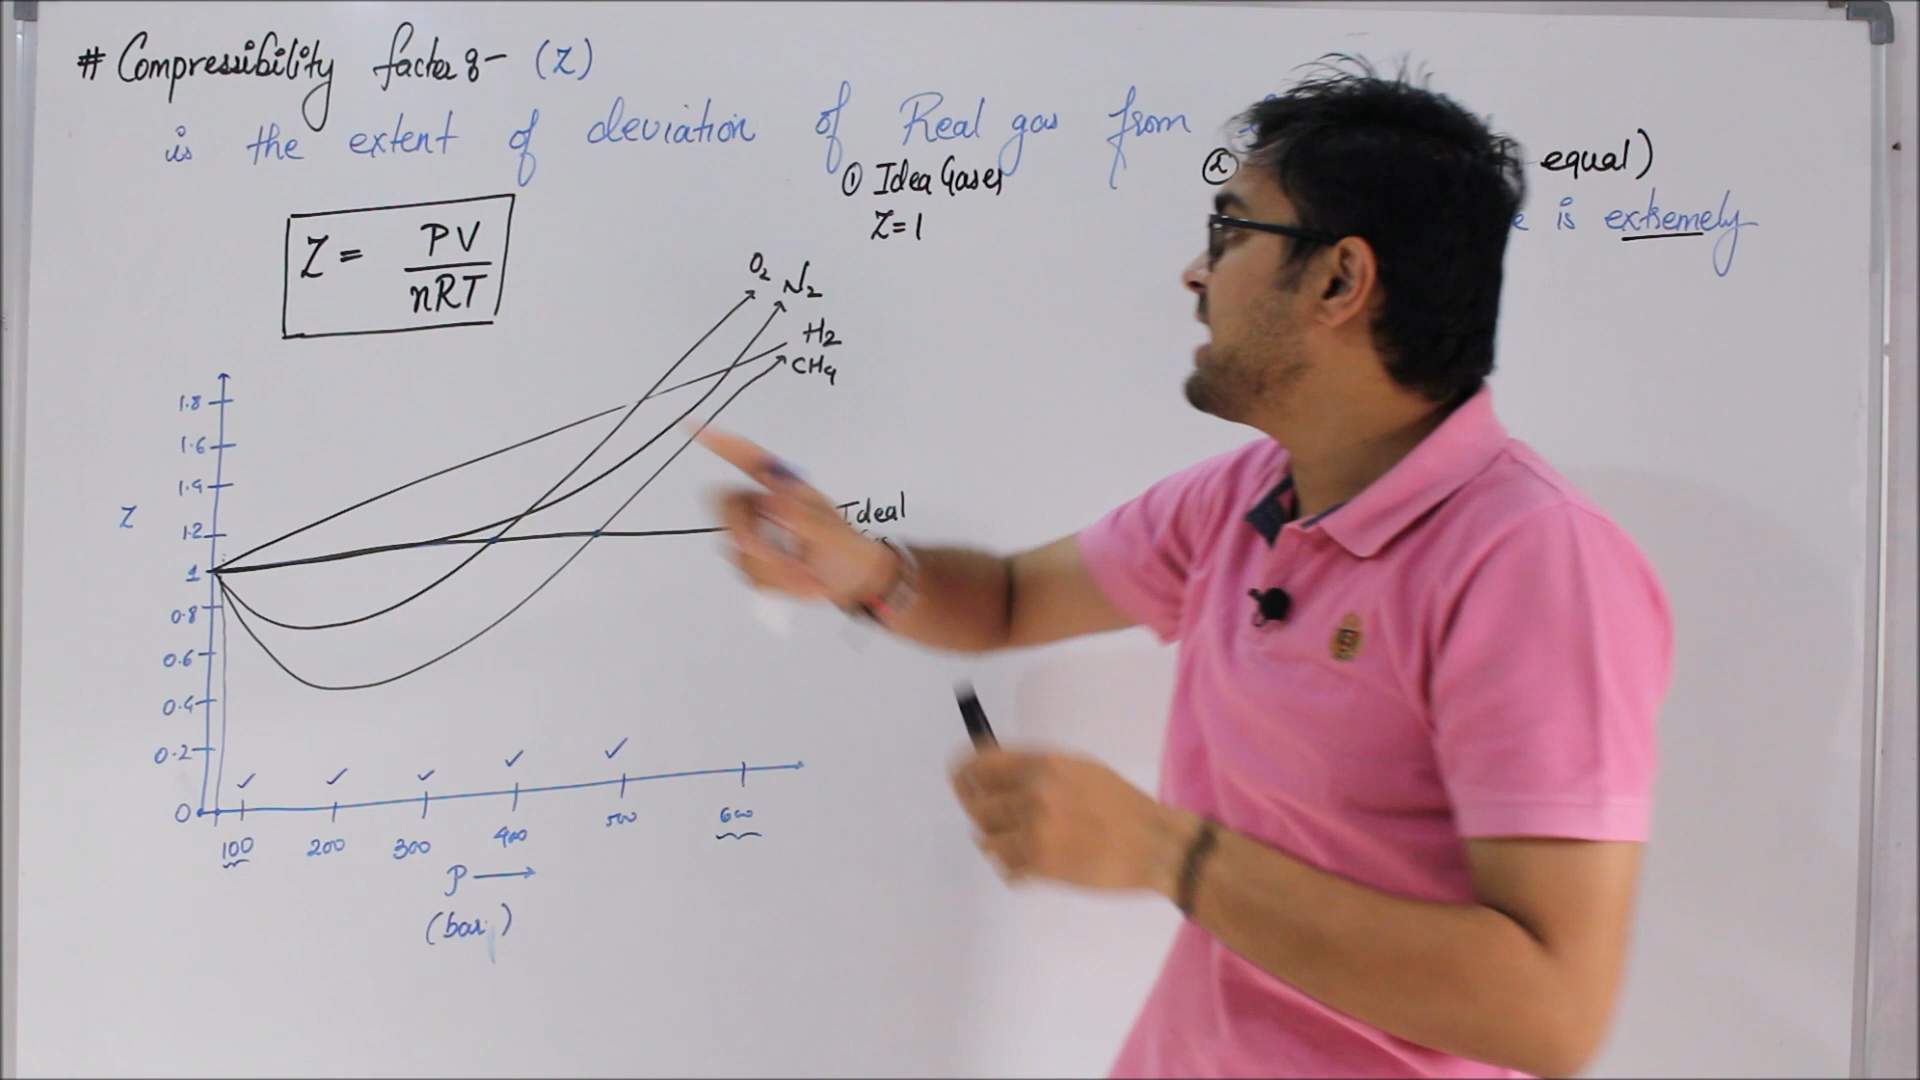 # Compressibility factor :- (Z)
is the extent of deviation of Real gas from
① Idea Gases
Z=1
② equal)
is extremely
Z = PV
nRT
O2
N2
H2
CH4
1.8
1.6
1.4
1.2
1
0.8
0.6
0.4
0.2
0
Z
Ideal
100 200 300 400 500 600
P →
(bar)